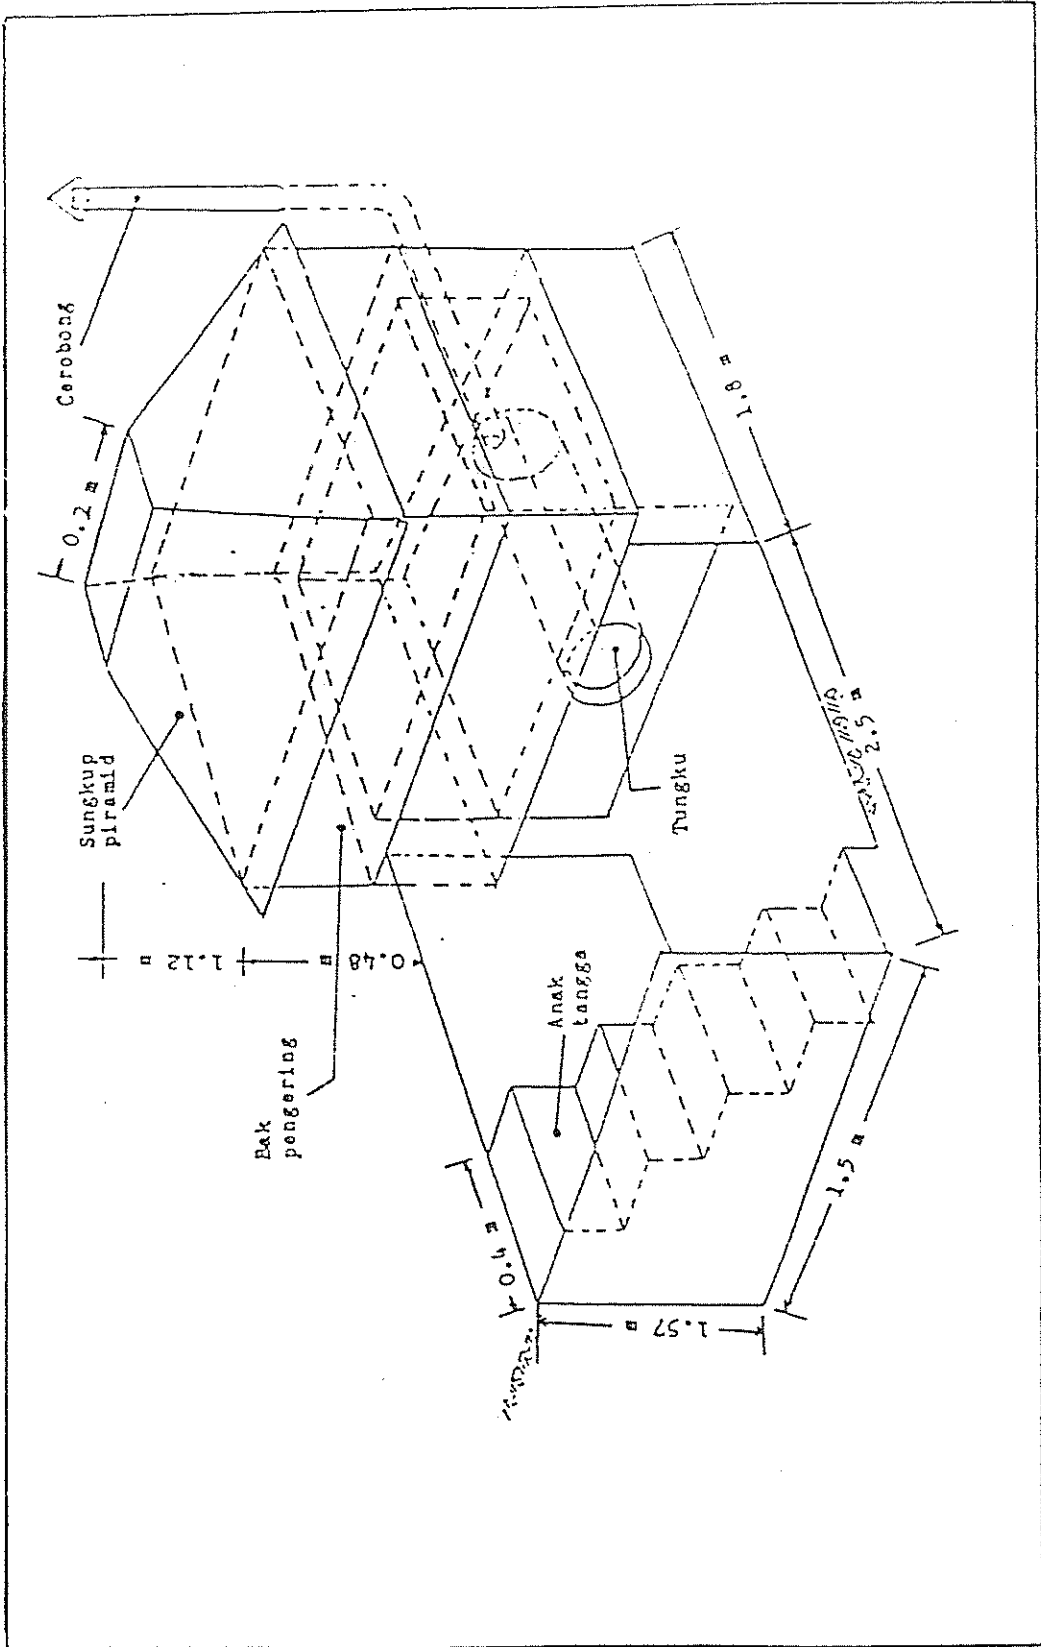 Cerobong
0.2 m
Sungkup
piramid
1.12 m
0.48 m
Bak
pengering
Anak
tangga
Tungku
0.4 m
1.57 m
1.5 m
2.5 m
1.8 m